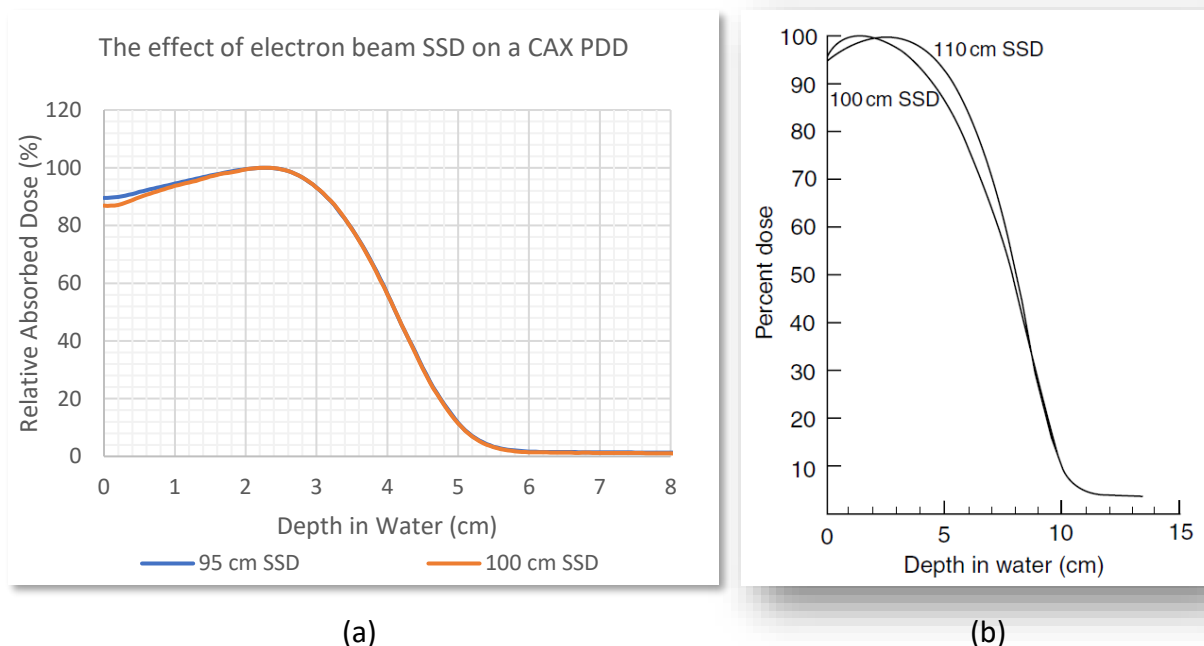 The effect of electron beam SSD on a CAX PDD
Relative Absorbed Dose (%)
120
100
80
60
40
20
0
0 1 2 3 4 5 6 7 8
Depth in Water (cm)
95 cm SSD 100 cm SSD
(a)
Percent dose
100
90
80
70
60
50
40
30
20
10
110 cm SSD
100 cm SSD
0 5 10 15
Depth in water (cm)
(b)